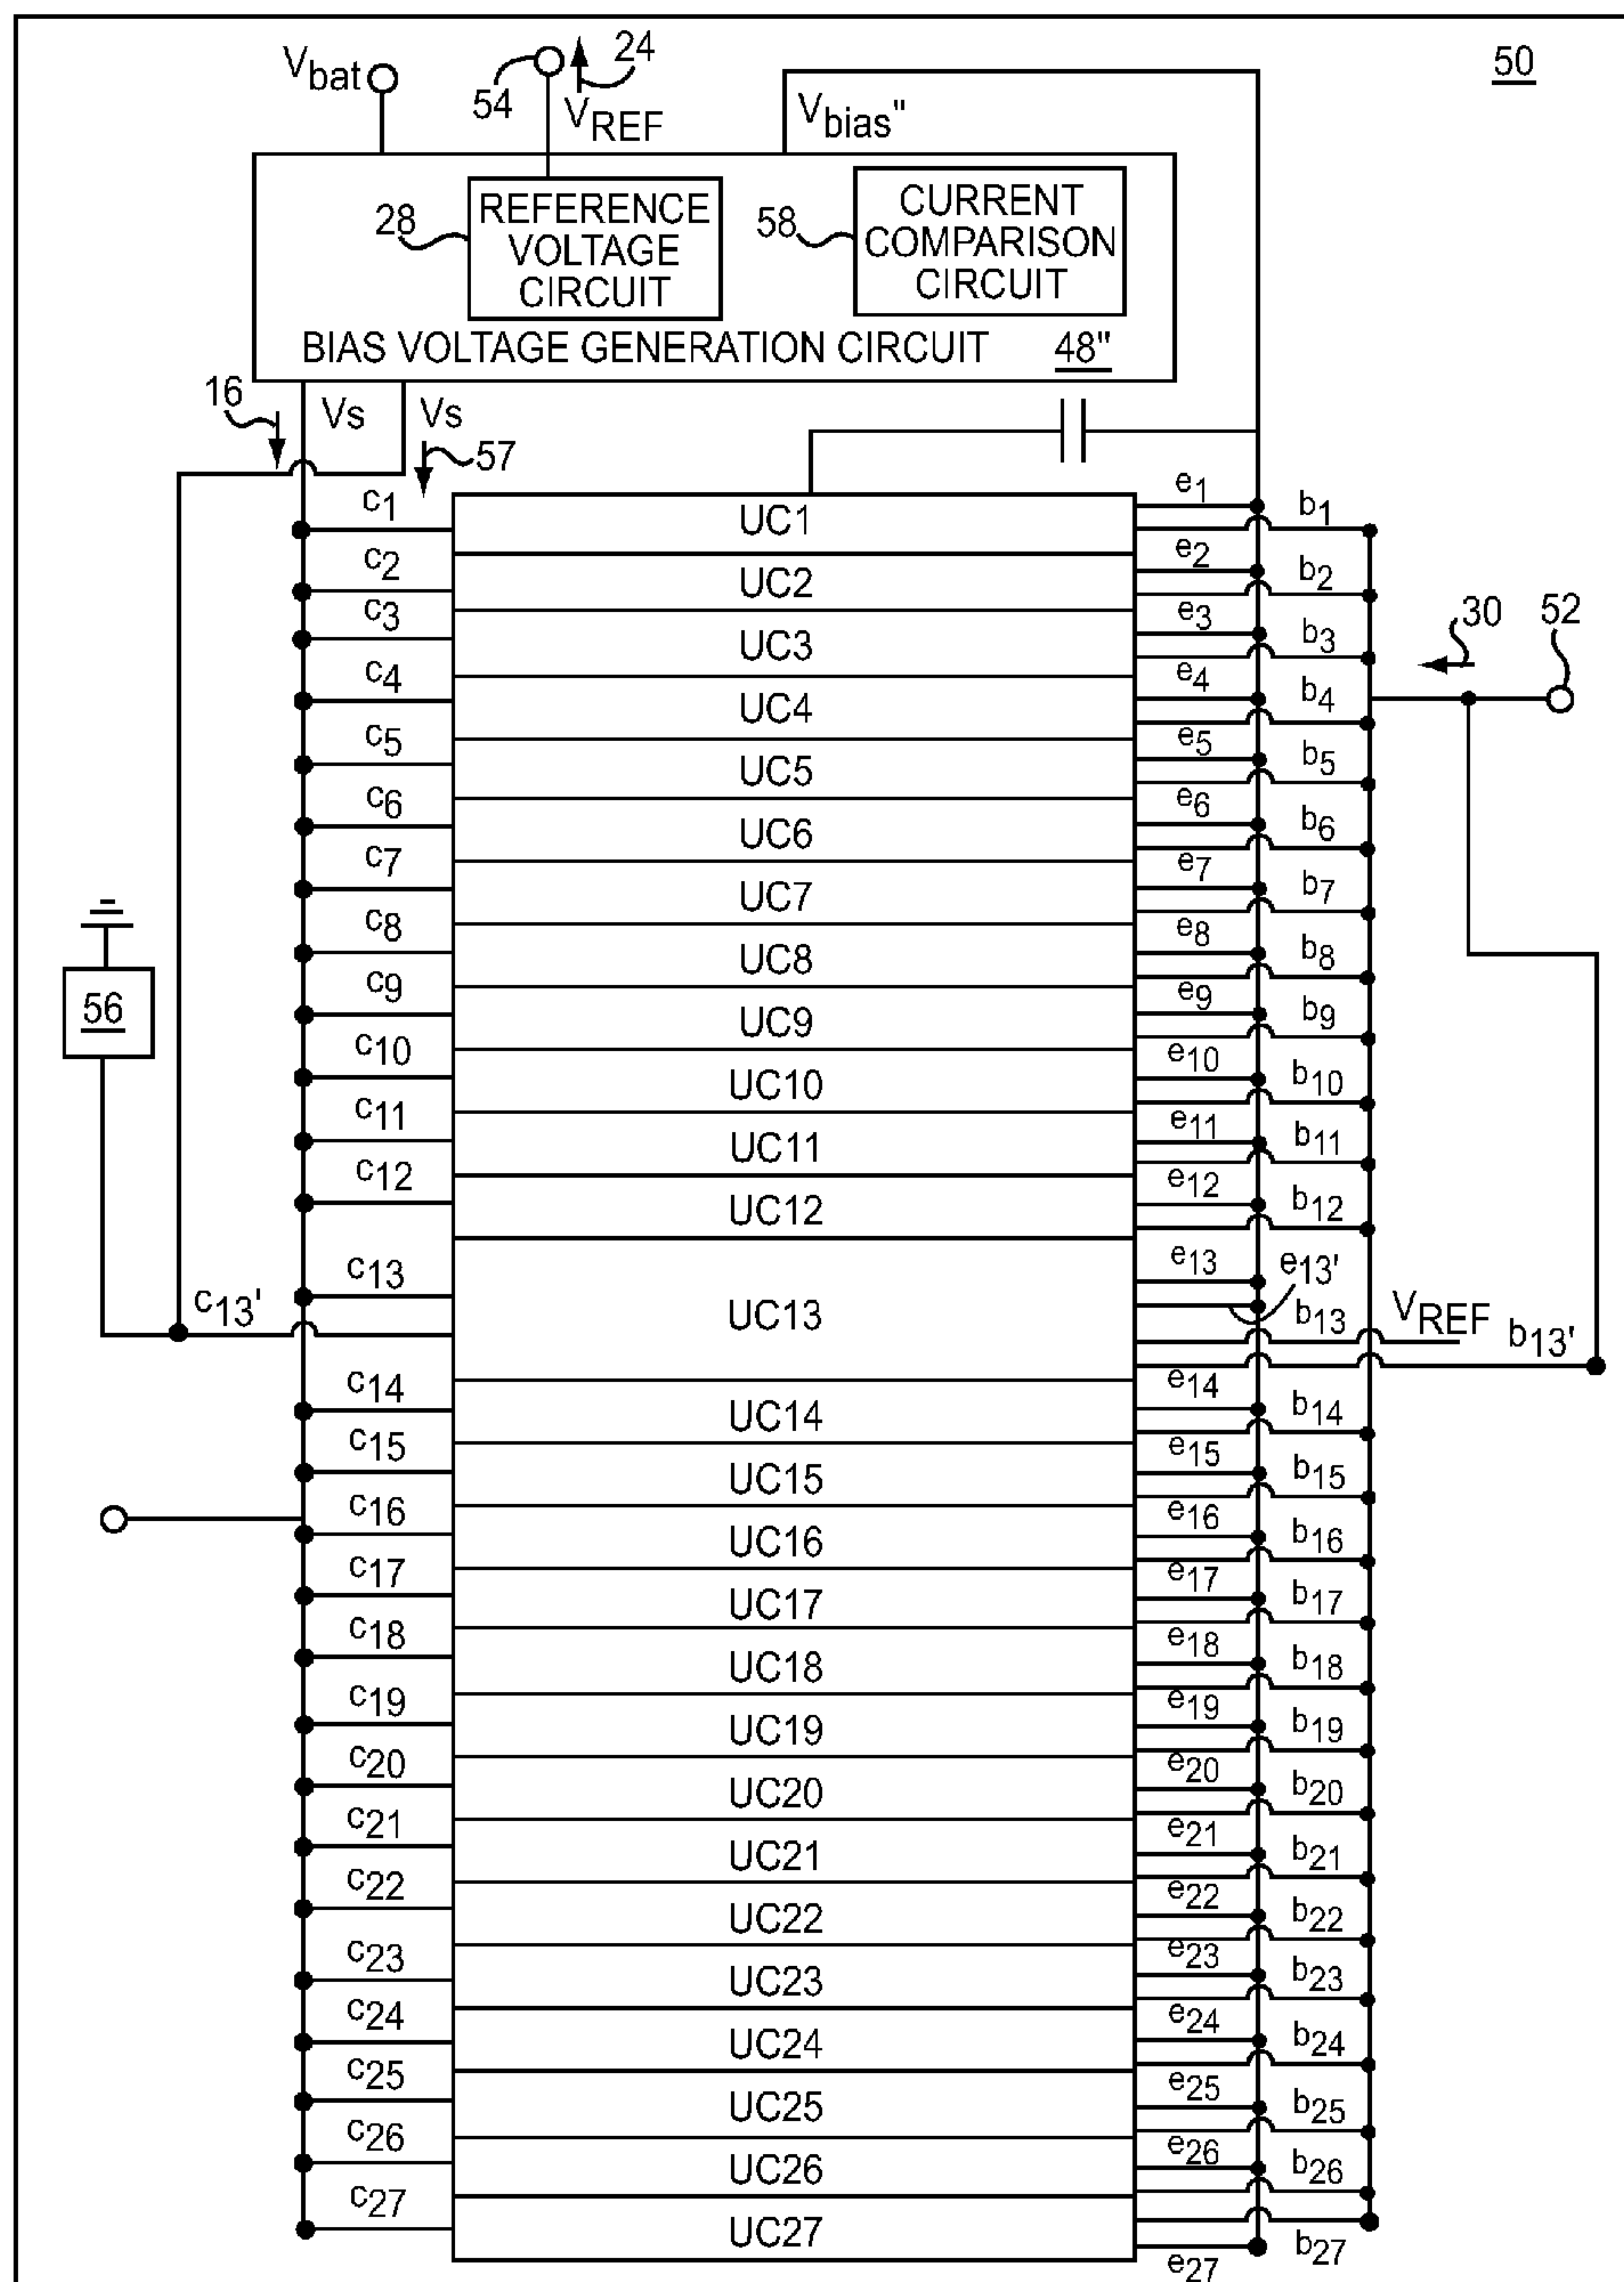 50
Vbat
54
24
VREF
Vbias"
28
REFERENCE
VOLTAGE
CIRCUIT
58
CURRENT
COMPARISON
CIRCUIT
BIAS VOLTAGE GENERATION CIRCUIT 48"
16
Vs
Vs
57
c1 UC1 e1 b1
c2 UC2 e2 b2
c3 UC3 e3 b3
30
52
c4 UC4 e4 b4
c5 UC5 e5 b5
c6 UC6 e6 b6
c7 UC7 e7 b7
c8 UC8 e8 b8
56
c9 UC9 e9 b9
c10 UC10 e10 b10
c11 UC11 e11 b11
c12 UC12 e12 b12
c13 UC13 e13 e13'
c13' b13 VREF b13'
c14 UC14 e14 b14
c15 UC15 e15 b15
c16 UC16 e16 b16
c17 UC17 e17 b17
c18 UC18 e18 b18
c19 UC19 e19 b19
c20 UC20 e20 b20
c21 UC21 e21 b21
c22 UC22 e22 b22
c23 UC23 e23 b23
c24 UC24 e24 b24
c25 UC25 e25 b25
c26 UC26 e26 b26
c27 UC27 e27 b27